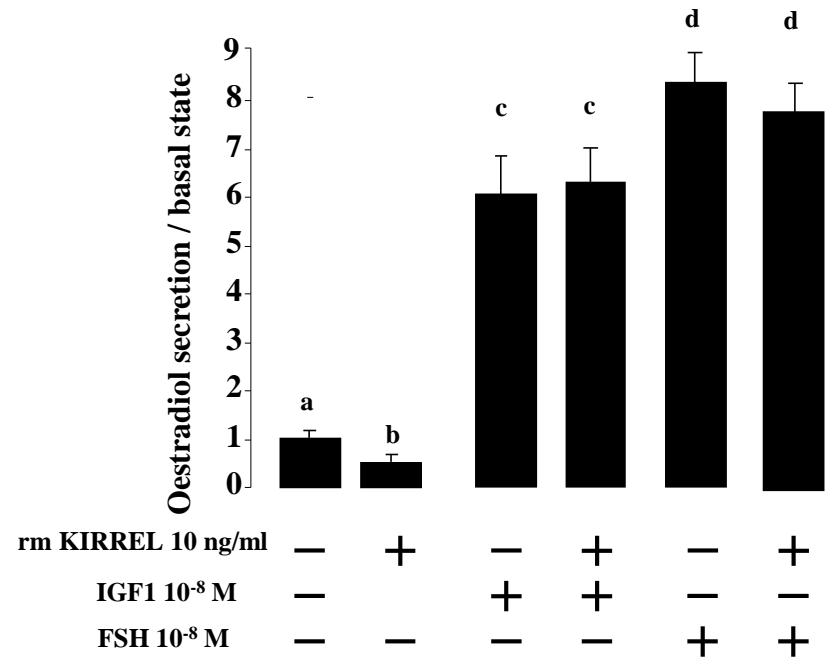 d d
9
8
c c
7
6
5
4
3
2
a
1
b
0
Oestradiol secretion / basal state
rm KIRREL 10 ng/ml − + − + − −+
IGF1 10-8 M − − + + − −
FSH 10-8 M − − − − + +